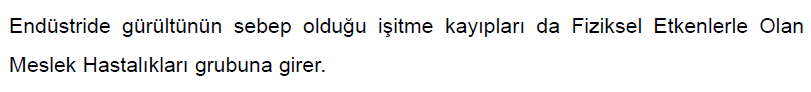 Endüstride gürültünün sebep olduğu işitme kayıpları da Fiziksel Etkenlerle Olan
Meslek Hastalıkları grubuna girer.